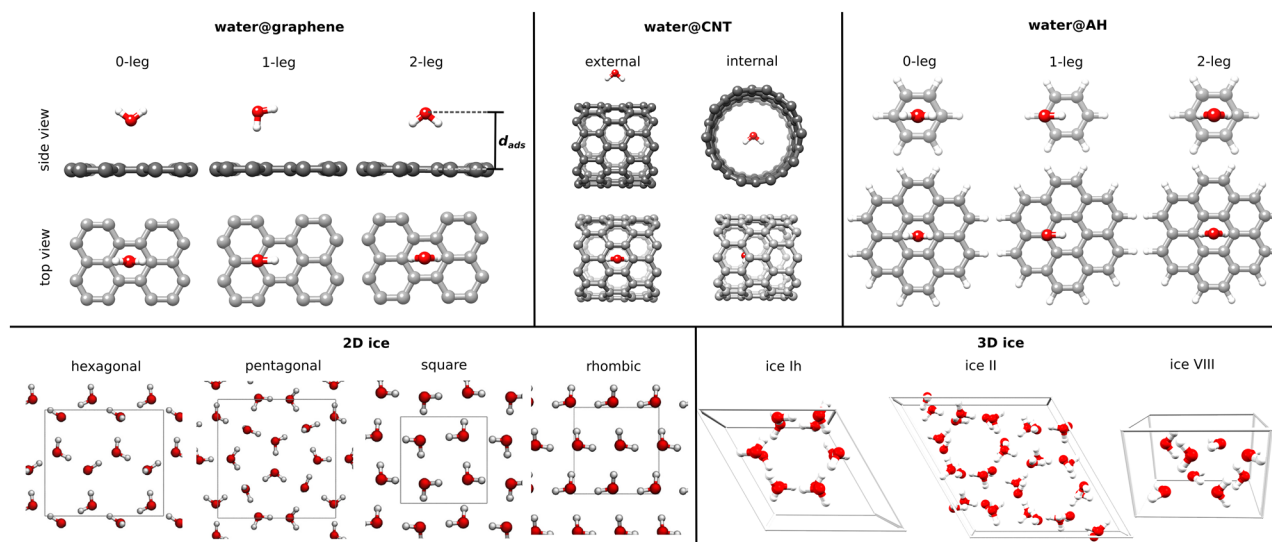 water@graphene
0-leg
1-leg
2-leg
side view
d_ads
top view
water@CNT
external
internal
water@AH
0-leg
1-leg
2-leg
2D ice
hexagonal
pentagonal
square
rhombic
3D ice
ice Ih
ice II
ice VIII